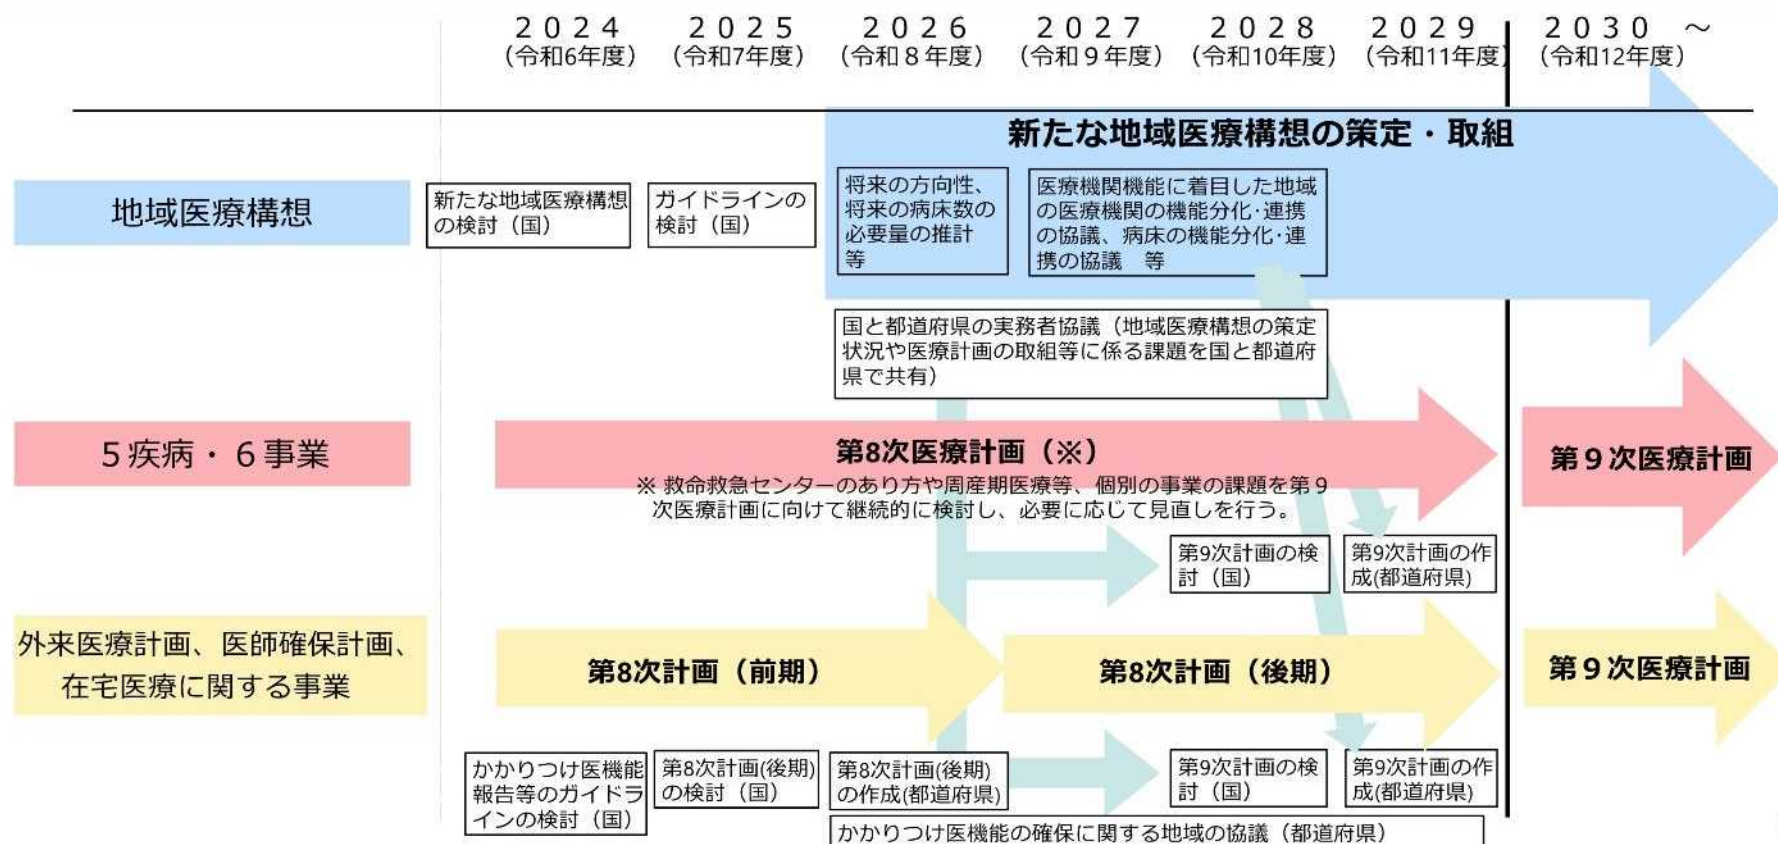 ２０２４
２０２５
２０２６
２０２７
２０２８
２０２９
２０３０　～
（令和6年度）
（令和7年度）
（令和８年度）
（令和９年度）
（令和10年度）
（令和11年度）
（令和12年度）
新たな地域医療構想の策定・取組
地域医療構想
新たな地域医療構想
の検討（国）
ガイドラインの
検討（国）
将来の方向性、
将来の病床数の
必要量の推計
等
医療機関機能に着目した地域
の医療機関の機能分化･連携
の協議、病床の機能分化･連
携の協議　等
国と都道府県の実務者協議（地域医療構想の策定
状況や医療計画の取組等に係る課題を国と都道府
県で共有）
５疾病・６事業
第8次医療計画（※）
※ 救命救急センターのあり方や周産期医療等、個別の事業の課題を第９
次医療計画に向けて継続的に検討し、必要に応じて見直しを行う。
第９次医療計画
第9次計画の検
討（国）
第9次計画の作
成(都道府県)
外来医療計画、医師確保計画、
在宅医療に関する事業
第8次計画（前期）
第8次計画（後期）
第９次医療計画
かかりつけ医機能
報告等のガイドラ
インの検討（国）
第8次計画(後期)
の検討（国）
第8次計画(後期)
の作成(都道府県)
第9次計画の検
討（国）
第9次計画の作
成(都道府県)
かかりつけ医機能の確保に関する地域の協議（都道府県）